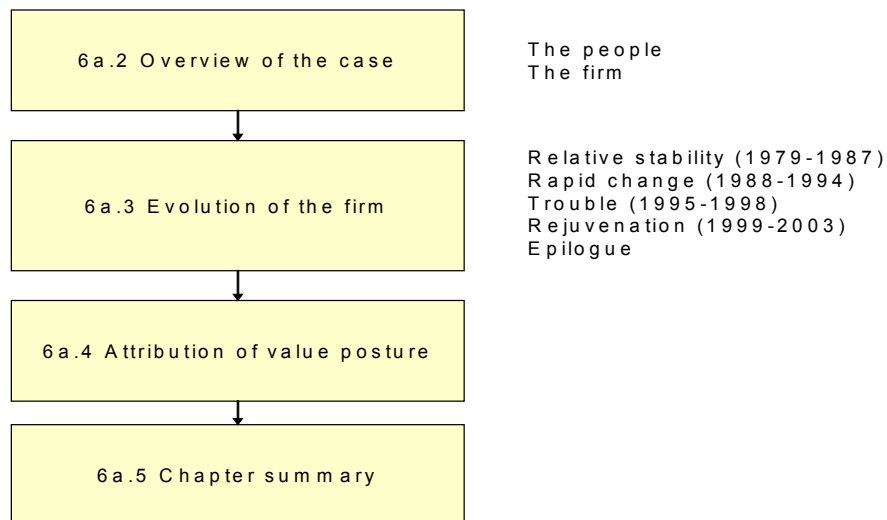 6a.2 Overview of the case
The people
The firm
6a.3 Evolution of the firm
Relative stability (1979-1987)
Rapid change (1988-1994)
Trouble (1995-1998)
Rejuvenation (1999-2003)
Epilogue
6a.4 Attribution of value posture
6a.5 Chapter summary